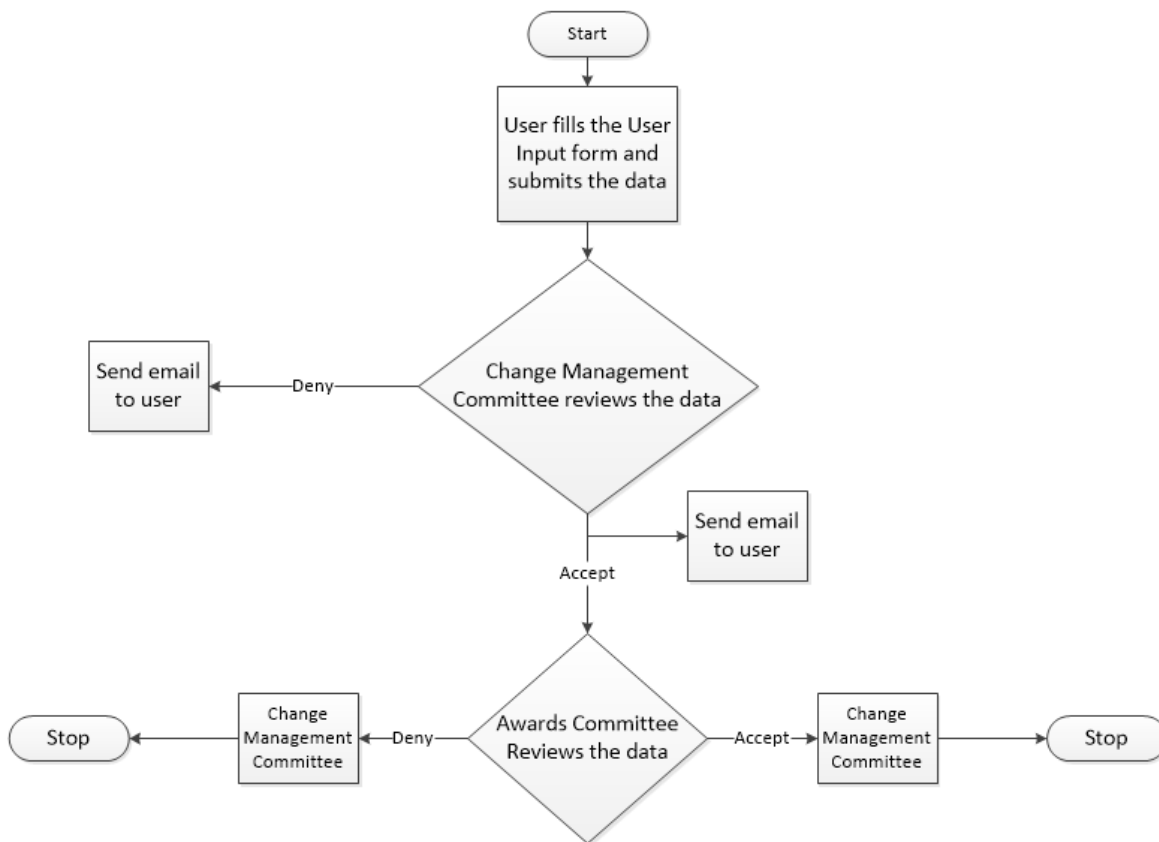 Start
User fills the User
Input form and
submits the data
Change Management
Committee reviews the data
Deny
Send email
to user
Send email
to user
Accept
Awards Committee
Reviews the data
Deny
Change
Management
Committee
Stop
Accept
Change
Management
Committee
Stop